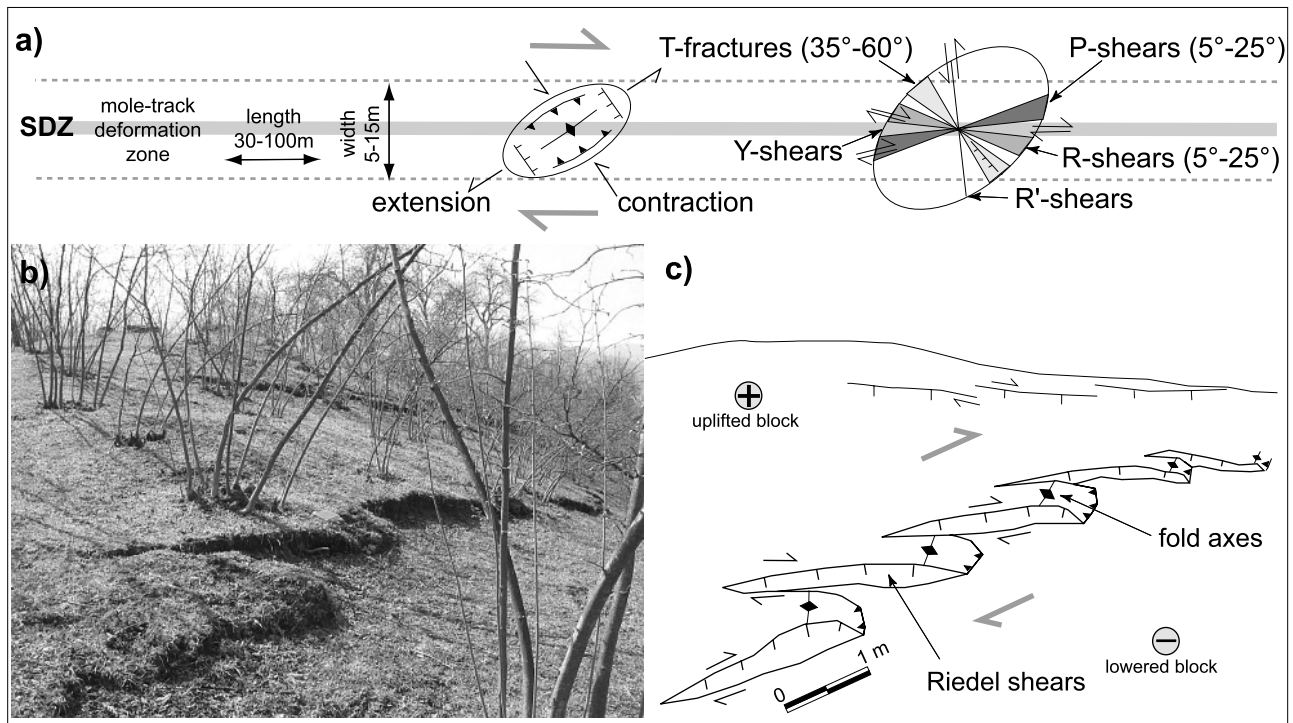 a)
T-fractures (35°-60°)
P-shears (5°-25°)
SDZ
mole-track
deformation
zone
length
30-100m
width
5-15m
Y-shears
R-shears (5°-25°)
extension
contraction
R'-shears
b)
c)
uplifted block
fold axes
1 m
0
Riedel shears
lowered block